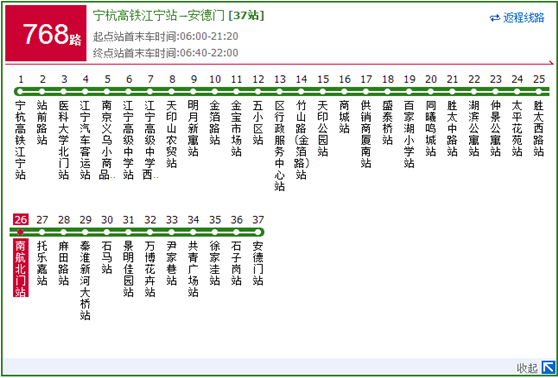 768路
宁杭高铁江宁站→安德门 [37站]
返程线路
起点站首末车时间:06:00-21:20
终点站首末车时间:06:40-22:00
1 2 3 4 5 6 7 8 9 10 11 12 13 14 15 16 17 18 19 20 21 22 23 24 25
宁杭高铁江宁站
站前路站
医科大学北门站
江宁汽车客运站
南京义乌小商品..
江宁高级中学站
江宁高级中学西..
天印山农贸站
明月新寓站
金箔路站
金宝市场站
五小区站
区行政服务中心站
竹山路(金箔路)站
天印公园站
商城站
供销商厦南站
盛泰桥站
百家湖小学站
同曦鸣城站
胜太中路站
湖滨公寓站
仲景公寓站
太平花苑站
胜太西路站
26 27 28 29 30 31 32 33 34 35 36 37
南航北门站
托乐嘉站
麻田路站
秦淮新河大桥站
石马站
景明佳园站
万博花卉站
尹家巷站
共青广场站
徐家洼站
石子岗站
安德门站
收起